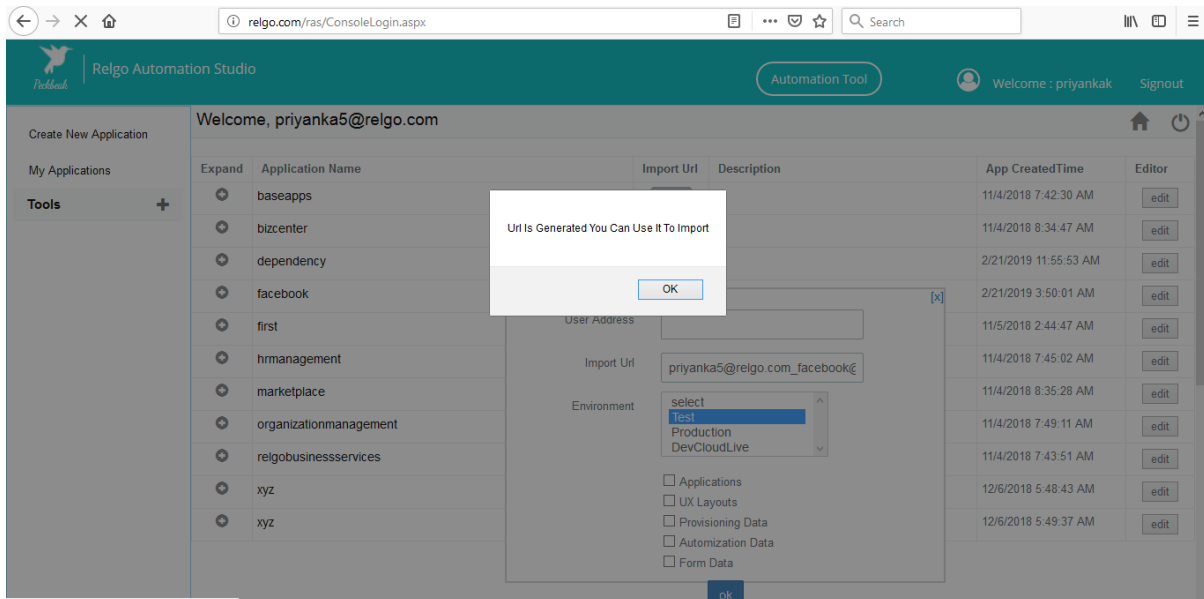 relgo.com/ras/ConsoleLogin.aspx
Search
Peckbeak
Relgo Automation Studio
Automation Tool
Welcome : priyankak
Signout
Create New Application
My Applications
Tools
Welcome, priyanka5@relgo.com
Expand Application Name Import Url Description App CreatedTime Editor
baseapps 11/4/2018 7:42:30 AM edit
bizcenter 11/4/2018 8:34:47 AM edit
dependency 2/21/2019 11:55:53 AM edit
facebook 2/21/2019 3:50:01 AM edit
first 11/5/2018 2:44:47 AM edit
hrmanagement 11/4/2018 7:45:02 AM edit
marketplace 11/4/2018 8:35:28 AM edit
organizationmanagement 11/4/2018 7:49:11 AM edit
relgobusinessservices 11/4/2018 7:43:51 AM edit
xyz 12/6/2018 5:48:43 AM edit
xyz 12/6/2018 5:49:37 AM edit
Url Is Generated You Can Use It To Import
OK
[x]
User Address
Import Url priyanka5@relgo.com_facebook@
Environment
select
Test
Production
DevCloudLive
Applications
UX Layouts
Provisioning Data
Automization Data
Form Data
ok